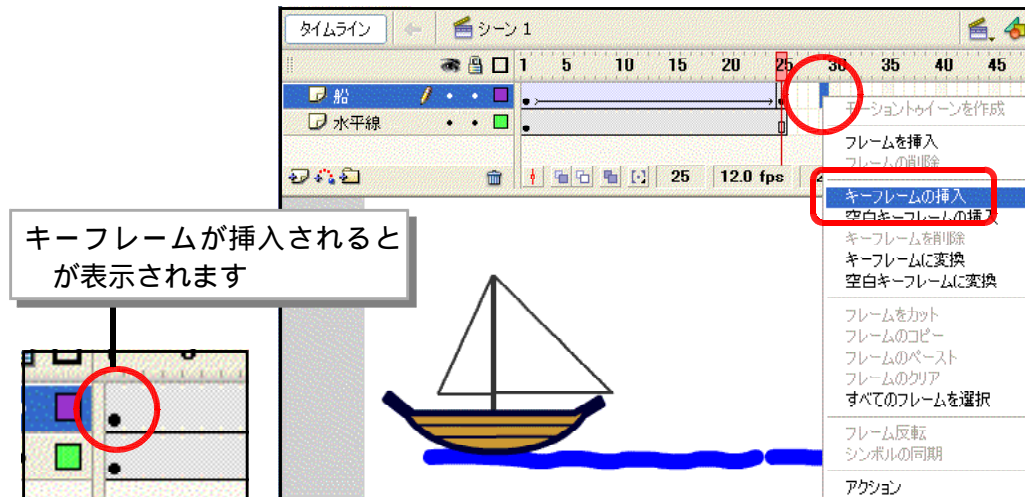 タイムライン シーン 1
1 5 10 15 20 25 30 35 40 45
船
水平線
25 12.0 fps
モーショントゥイーンを作成
フレームを挿入
フレームの削除
キーフレームの挿入
空白キーフレームの挿入
キーフレームを削除
キーフレームに変換
空白キーフレームに変換
フレームをカット
フレームのコピー
フレームのペースト
フレームのクリア
すべてのフレームを選択
フレーム反転
シンボルの同期
アクション
キーフレームが挿入されると
が表示されます